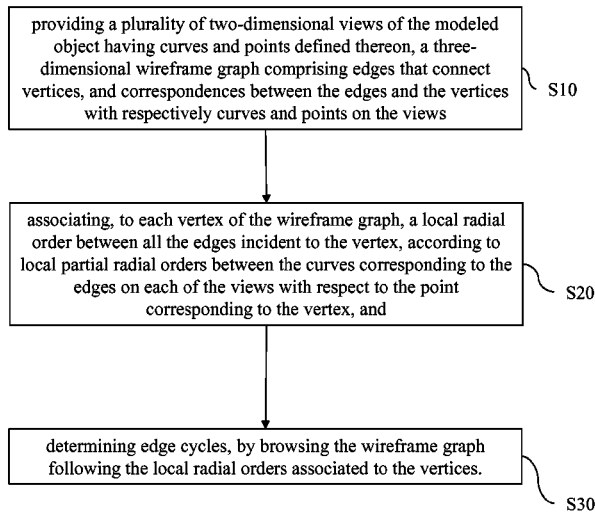 providing a plurality of two-dimensional views of the modeled
object having curves and points defined thereon, a three-
dimensional wireframe graph comprising edges that connect
vertices, and correspondences between the edges and the vertices
with respectively curves and points on the views
S10
associating, to each vertex of the wireframe graph, a local radial
order between all the edges incident to the vertex, according to
local partial radial orders between the curves corresponding to the
edges on each of the views with respect to the point
corresponding to the vertex, and
S20
determining edge cycles, by browsing the wireframe graph
following the local radial orders associated to the vertices.
S30